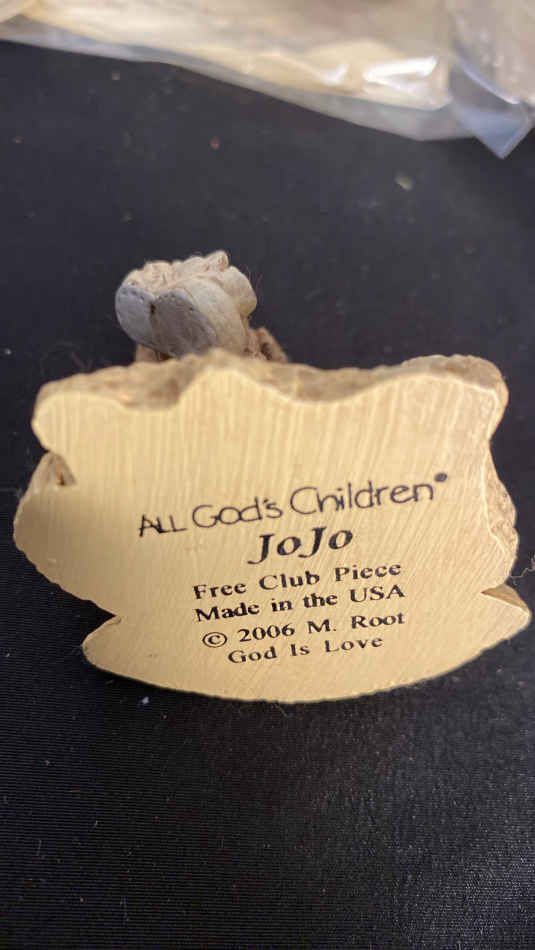 ALL God's Children®
JoJo
Free Club Piece
Made in the USA
© 2006 M. Root
God Is Love